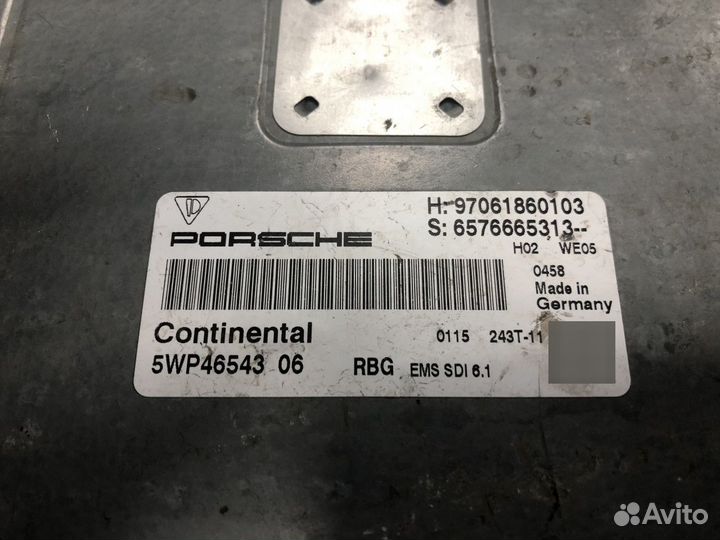 H: 97061860103
PORSCHE
S: 6576665313--
H02 WE05
0458
Made in
Germany
Continental
0115 243T-11
5WP46543 06 RBG EMS SDI 6.1
Avito